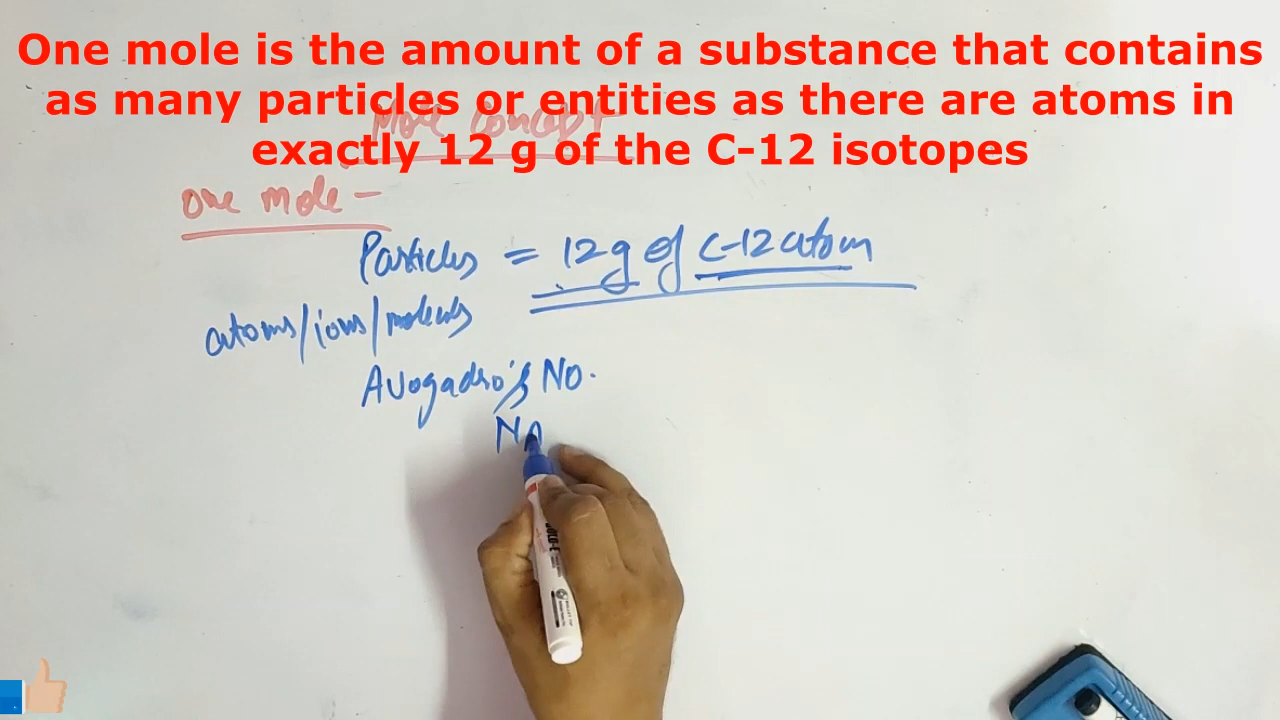 One mole is the amount of a substance that contains
as many particles or entities as there are atoms in
exactly 12 g of the C-12 isotopes
Mole concept
One mole -
Particles = 12 g of C-12 atom
atoms/ions/molecules
Avogadro's No.
NA